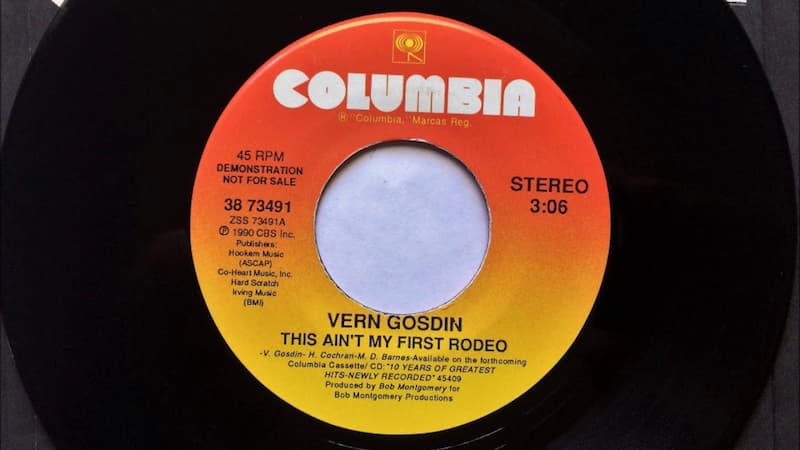 COLUMBIA
® "Columbia," Marcas Reg.
45 RPM
DEMONSTRATION
NOT FOR SALE
38 73491
ZSS 73491A
℗ 1990 CBS Inc.
Publishers:
Hookem Music
(ASCAP)
Co-Heart Music, Inc.
Hard Scratch
Irving Music
(BMI)
STEREO
3:06
VERN GOSDIN
THIS AIN'T MY FIRST RODEO
-V. Gosdin- H. Cochran-M. D. Barnes-Available on the forthcoming
Columbia Cassette/ CD: "10 YEARS OF GREATEST
HITS-NEWLY RECORDED" 45409
Produced by Bob Montgomery for
Bob Montgomery Productions